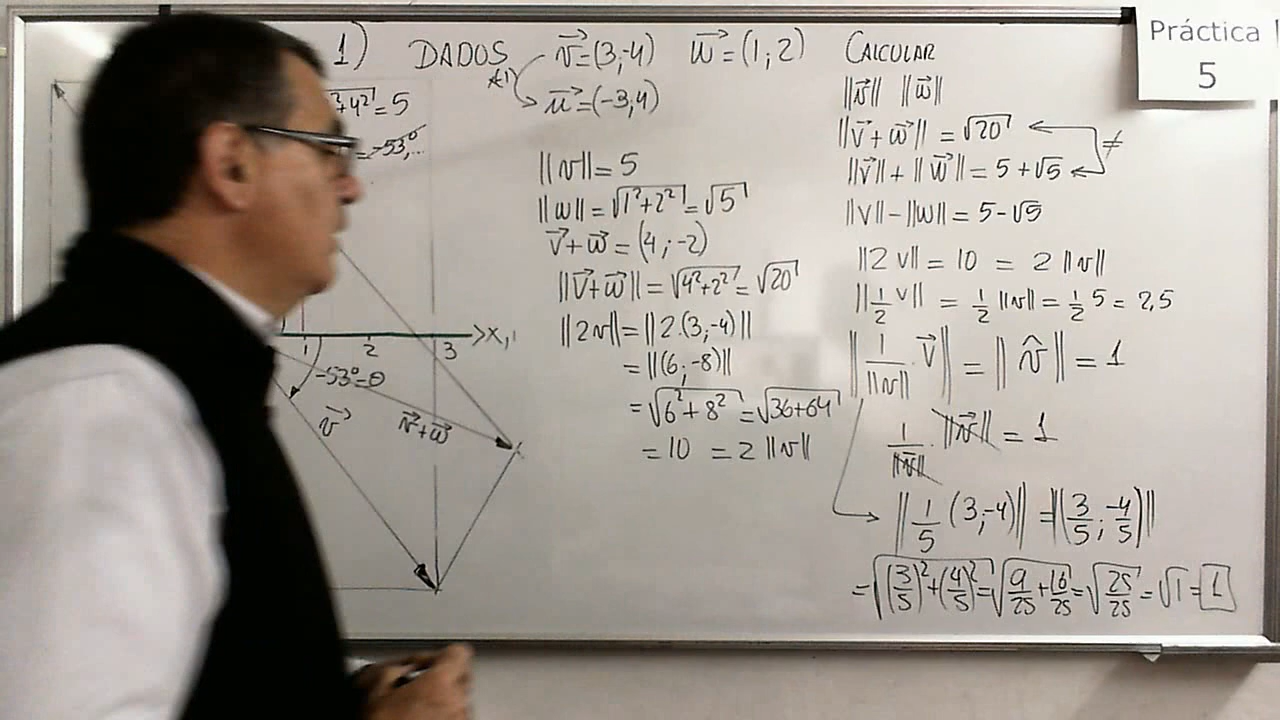 Práctica
5
1) DADOS v⃗=(3,-4) w⃗=(1;2) CALCULAR
u⃗=(-3,4)
²+4²=5
=-53,...°
||v||=5
||w||=√1²+2²=√5
v⃗+w⃗=(4;-2)
||v⃗+w⃗||=√4²+2²=√20
||2v||=||2.(3;-4)||
=||(6;-8)||
=√6²+8²=√36+64
=10 =2||v||
||v⃗|| ||w⃗||
||v⃗+w⃗||=√20 ≠
||v⃗||+||w⃗||=5+√5
||v||-||w||=5-√5
||2v||=10=2||v||
||1/2 v||=1/2||v||=1/2 5=2,5
||1/||v||.v⃗||=||v̂||=1
1/||v⃗||.||v⃗||=1
||1/5(3,-4)||=||(3/5;-4/5)||
=√(3/5)²+(4/5)²=√9/25+16/25=√25/25=√1=1
1 2 3 x,
-53°=θ
v⃗
v⃗+w⃗